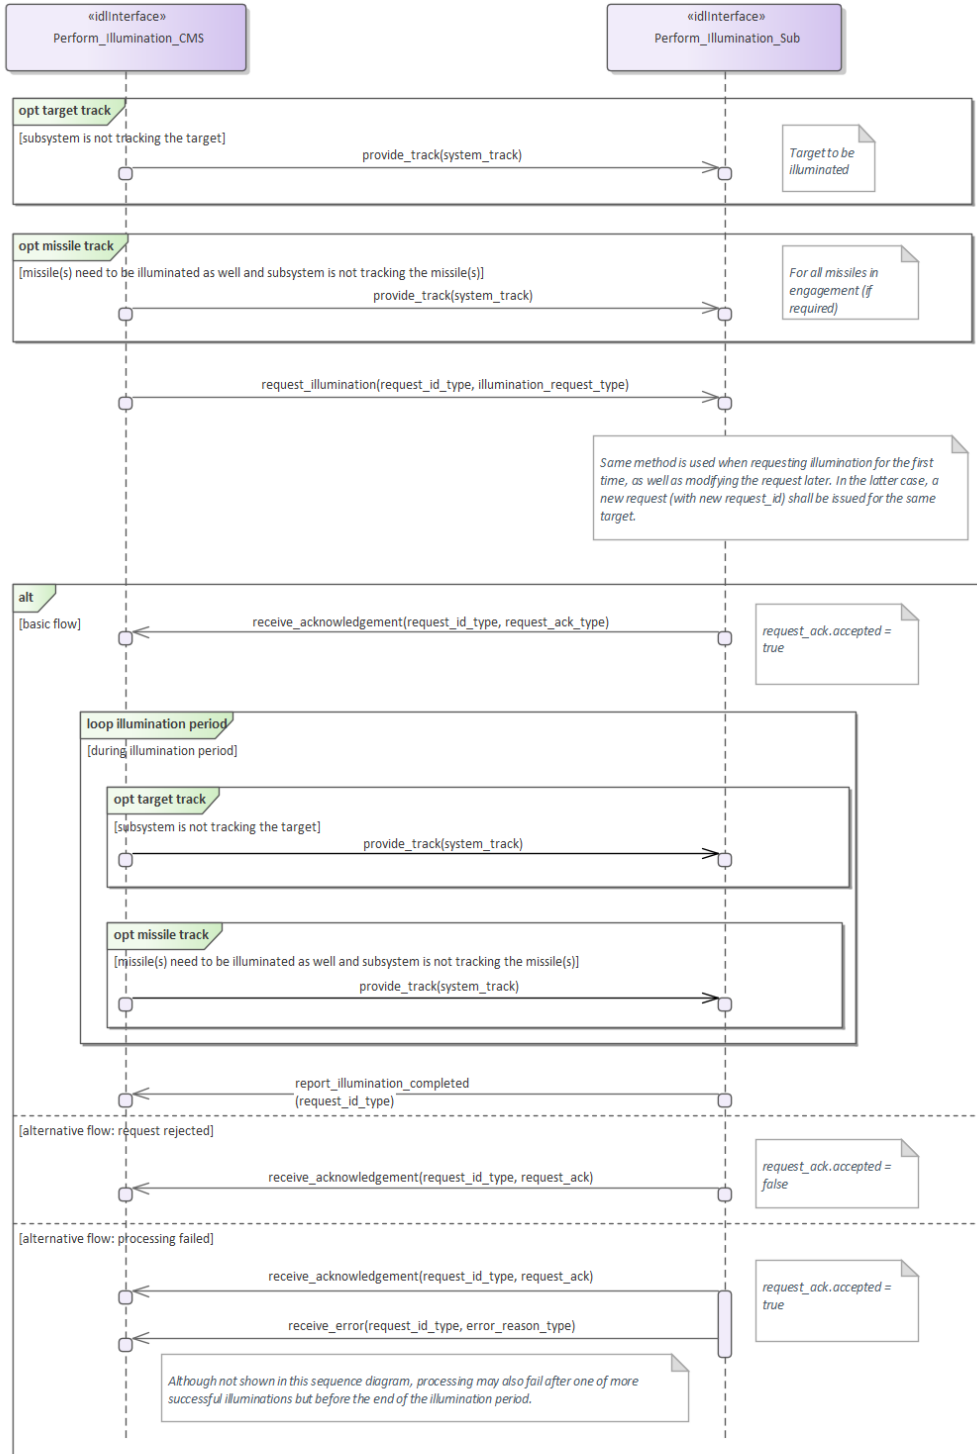 «idlInterface»
Perform_Illumination_CMS
«idlInterface»
Perform_Illumination_Sub
opt target track
[subsystem is not tracking the target]
provide_track(system_track)
Target to be
illuminated
opt missile track
[missile(s) need to be illuminated as well and subsystem is not tracking the missile(s)]
provide_track(system_track)
For all missiles in
engagement (if
required)
request_illumination(request_id_type, illumination_request_type)
Same method is used when requesting illumination for the first
time, as well as modifying the request later. In the latter case, a
new request (with new request_id) shall be issued for the same
target.
alt
[basic flow]
receive_acknowledgement(request_id_type, request_ack_type)
request_ack.accepted =
true
loop illumination period
[during illumination period]
opt target track
[subsystem is not tracking the target]
provide_track(system_track)
opt missile track
[missile(s) need to be illuminated as well and subsystem is not tracking the missile(s)]
provide_track(system_track)
report_illumination_completed
(request_id_type)
[alternative flow: request rejected]
receive_acknowledgement(request_id_type, request_ack)
request_ack.accepted =
false
[alternative flow: processing failed]
receive_acknowledgement(request_id_type, request_ack)
request_ack.accepted =
true
receive_error(request_id_type, error_reason_type)
Although not shown in this sequence diagram, processing may also fail after one of more
successful illuminations but before the end of the illumination period.